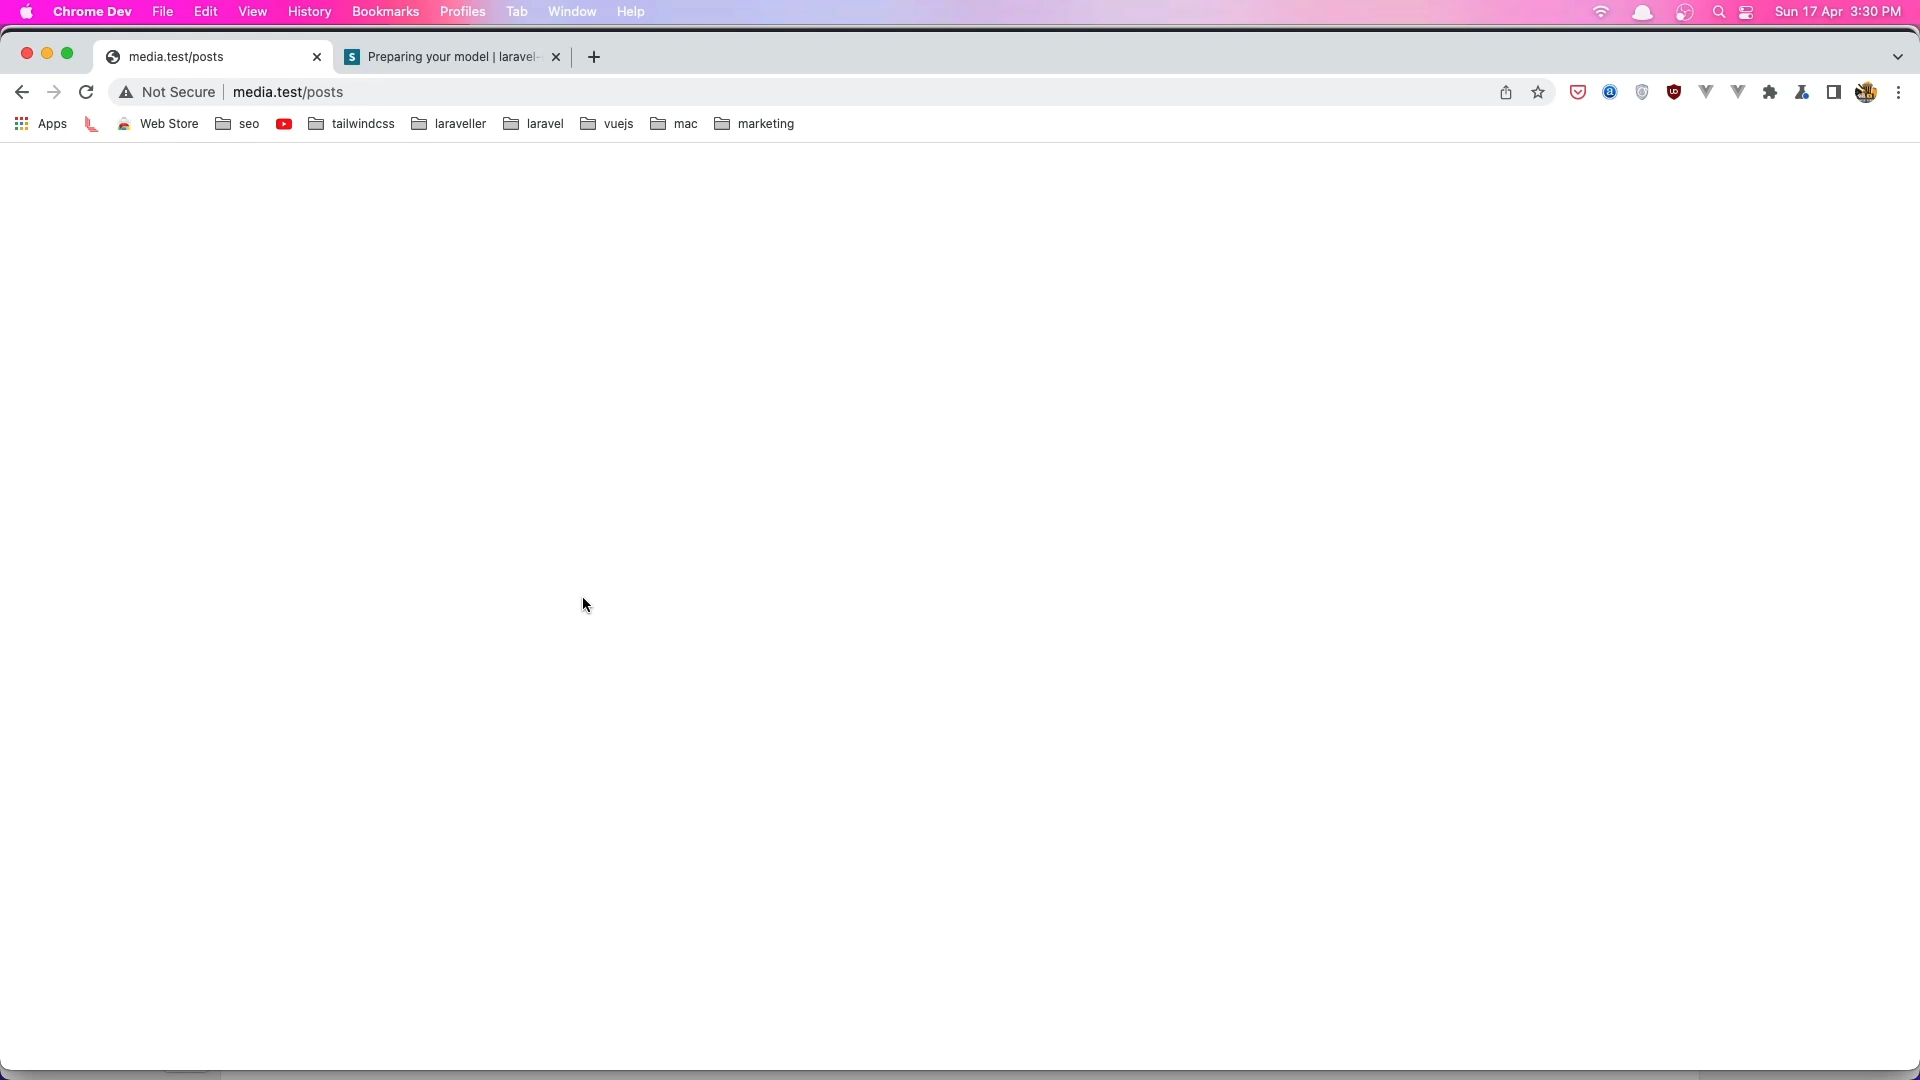 Chrome Dev File Edit View History Bookmarks Profiles Tab Window Help Sun 17 Apr 3:30 PM
media.test/posts Preparing your model | laravel-
Not Secure media.test/posts
Apps Web Store seo tailwindcss laraveller laravel vuejs mac marketing